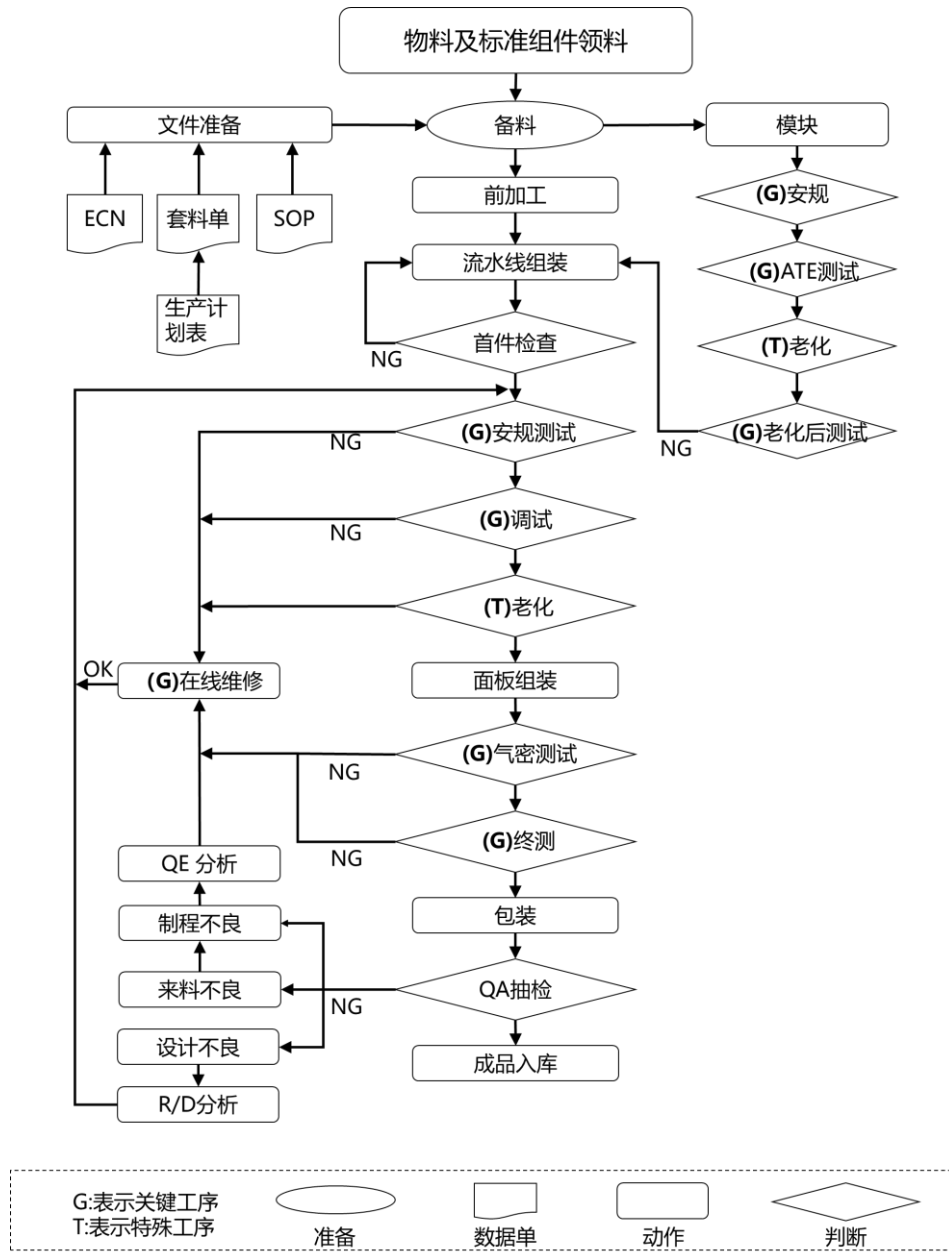 物料及标准组件领料
文件准备
备料
模块
ECN
套料单
SOP
前加工
(G)安规
生产计
划表
流水线组装
(G)ATE测试
NG
首件检查
(T)老化
NG
(G)安规测试
NG
(G)老化后测试
NG
(G)调试
(T)老化
OK
(G)在线维修
面板组装
NG
(G)气密测试
NG
(G)终测
QE 分析
制程不良
包装
来料不良
NG
QA抽检
设计不良
成品入库
R/D分析
G:表示关键工序
T:表示特殊工序
准备
数据单
动作
判断